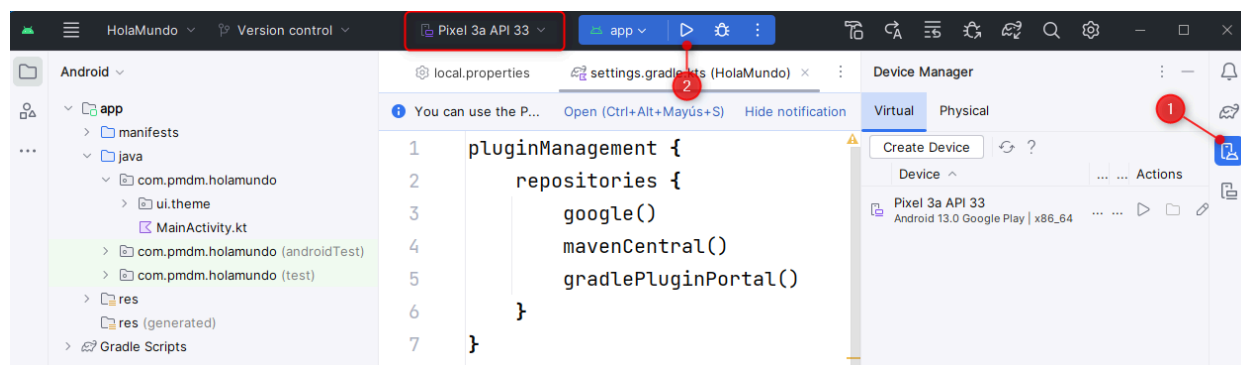 HolaMundo Version control Pixel 3a API 33 app
2
Android
app
manifests
java
com.pmdm.holamundo
ui.theme
MainActivity.kt
com.pmdm.holamundo (androidTest)
com.pmdm.holamundo (test)
res
res (generated)
Gradle Scripts
local.properties settings.gradle.kts (HolaMundo)
You can use the P... Open (Ctrl+Alt+Mayús+S) Hide notification
1 pluginManagement {
2 repositories {
3 google()
4 mavenCentral()
5 gradlePluginPortal()
6 }
7 }
Device Manager
Virtual Physical
1
Create Device ?
Device ... ... Actions
Pixel 3a API 33
Android 13.0 Google Play | x86_64 ... ...